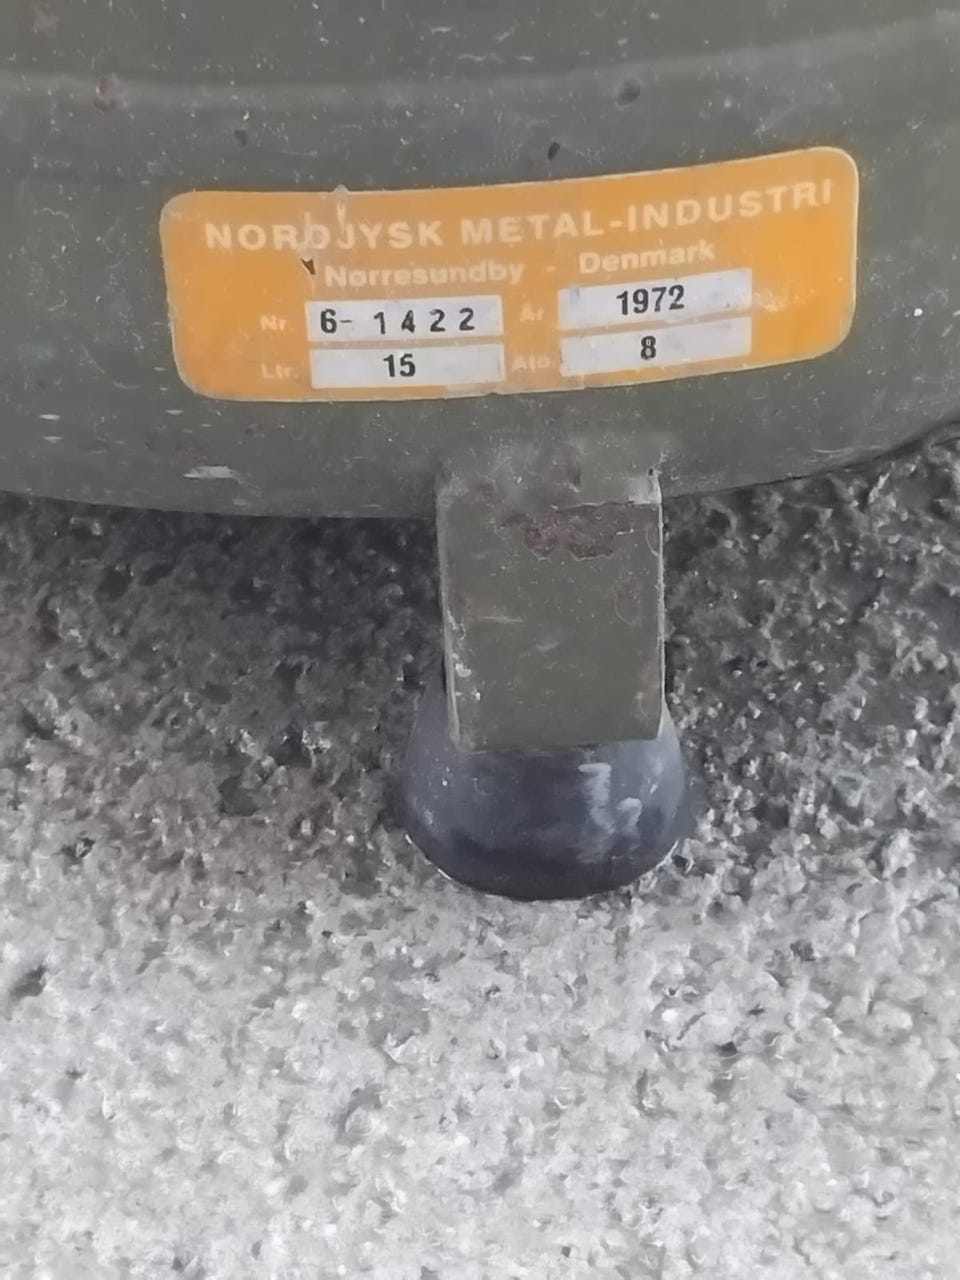 NORDJYSK METAL-INDUSTRI
Nørresundby - Denmark
Nr. 6- 1422 År 1972
Ltr. 15 Ato. 8